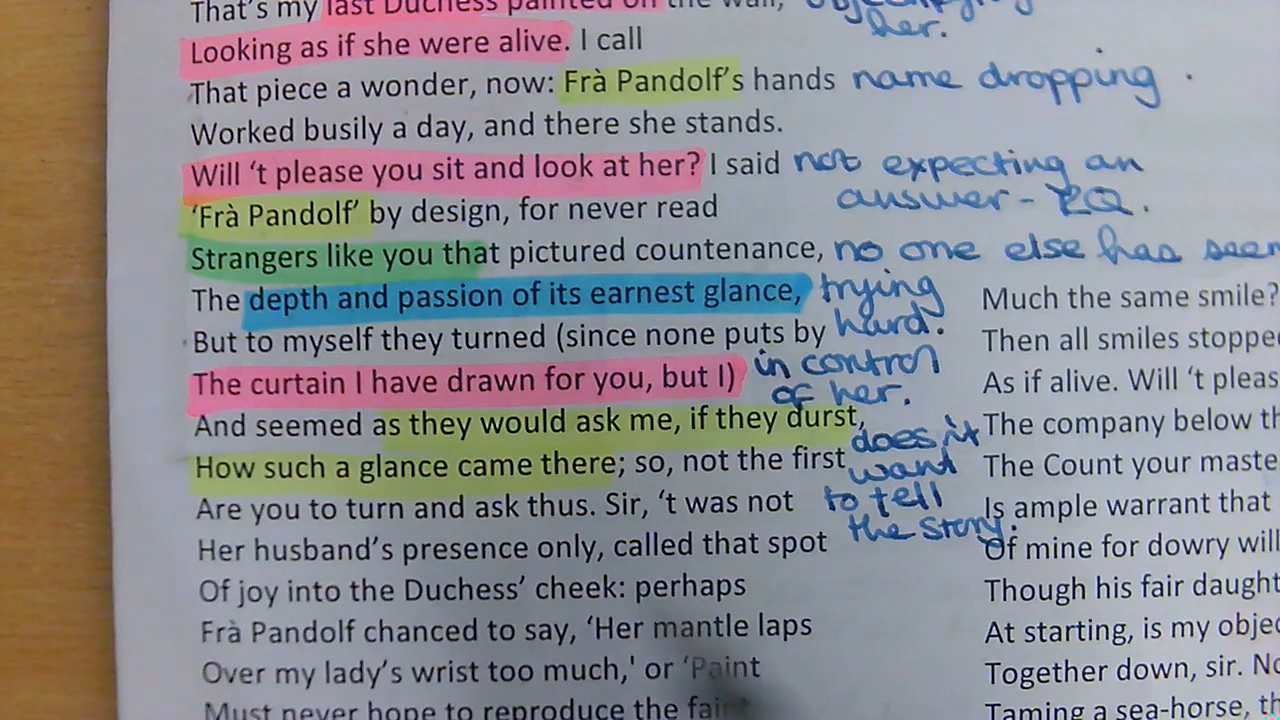 That's my last Duchess painted on the wall, objectifying
her.
Looking as if she were alive. I call
That piece a wonder, now: Frà Pandolf's hands name dropping.
Worked busily a day, and there she stands.
Will 't please you sit and look at her? I said not expecting an
answer - RQ.
'Frà Pandolf' by design, for never read
Strangers like you that pictured countenance, no one else has seen
The depth and passion of its earnest glance, trying
hard.
But to myself they turned (since none puts by
The curtain I have drawn for you, but I) in control
of her.
And seemed as they would ask me, if they durst,
How such a glance came there; so, not the first
does it
want
to tell
the story.
Are you to turn and ask thus. Sir, 't was not
Her husband's presence only, called that spot
Of joy into the Duchess' cheek: perhaps
Frà Pandolf chanced to say, 'Her mantle laps
Over my lady's wrist too much,' or 'Paint
Must never hope to reproduce the faint
Much the same smile?
Then all smiles stopped
As if alive. Will 't pleas
The company below th
The Count your maste
Is ample warrant that
Of mine for dowry will
Though his fair daught
At starting, is my objec
Together down, sir. No
Taming a sea-horse, th